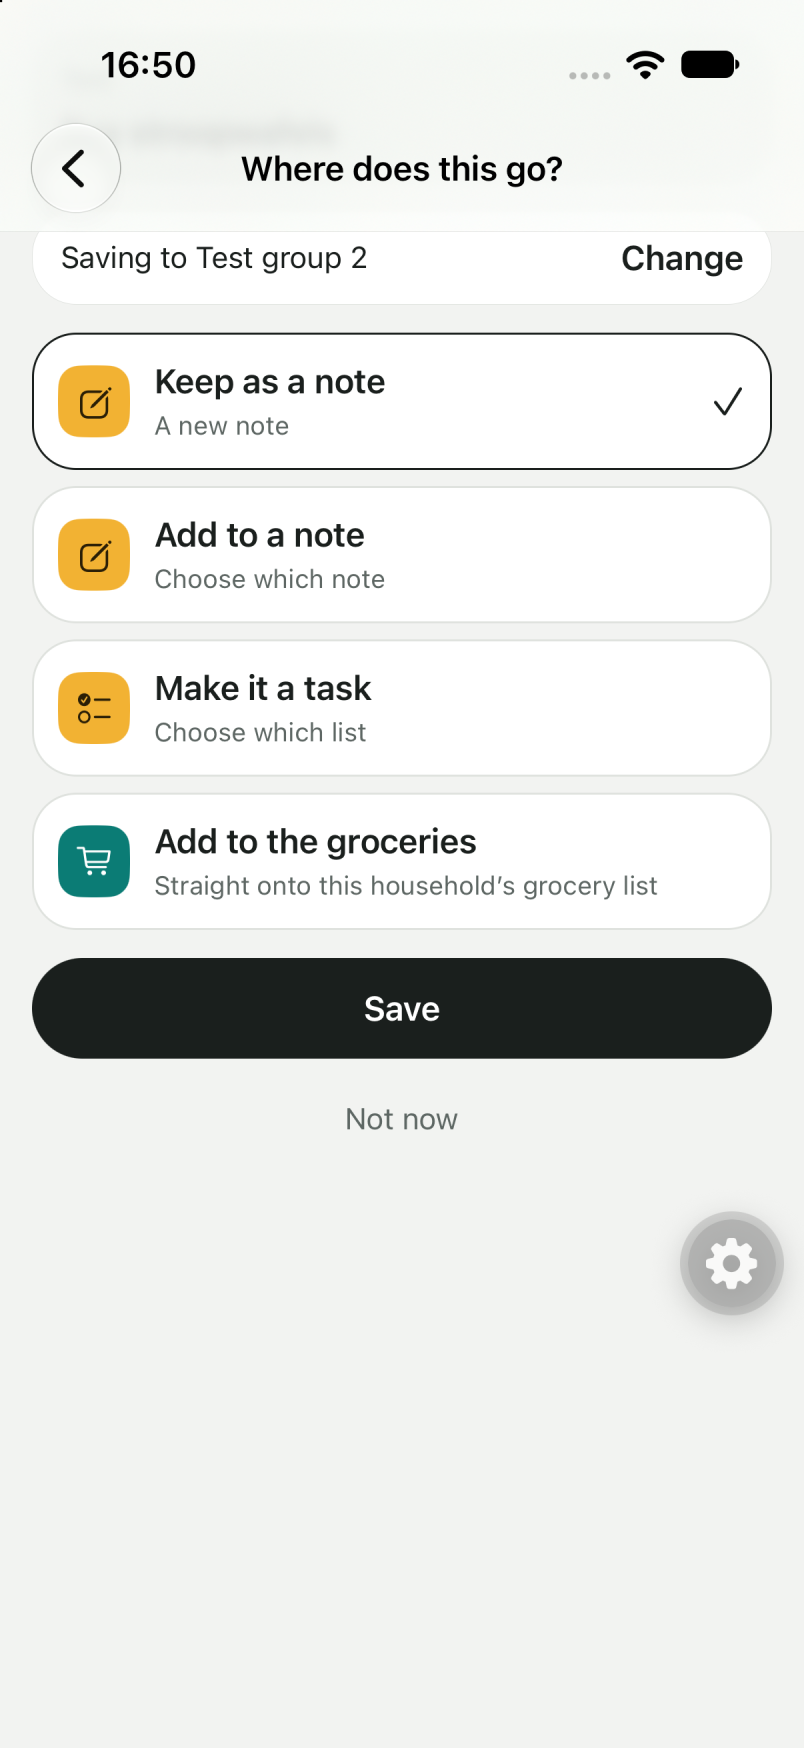 16:50
Where does this go?
Saving to Test group 2
Change
Keep as a note
A new note
Add to a note
Choose which note
Make it a task
Choose which list
Add to the groceries
Straight onto this household’s grocery list
Save
Not now